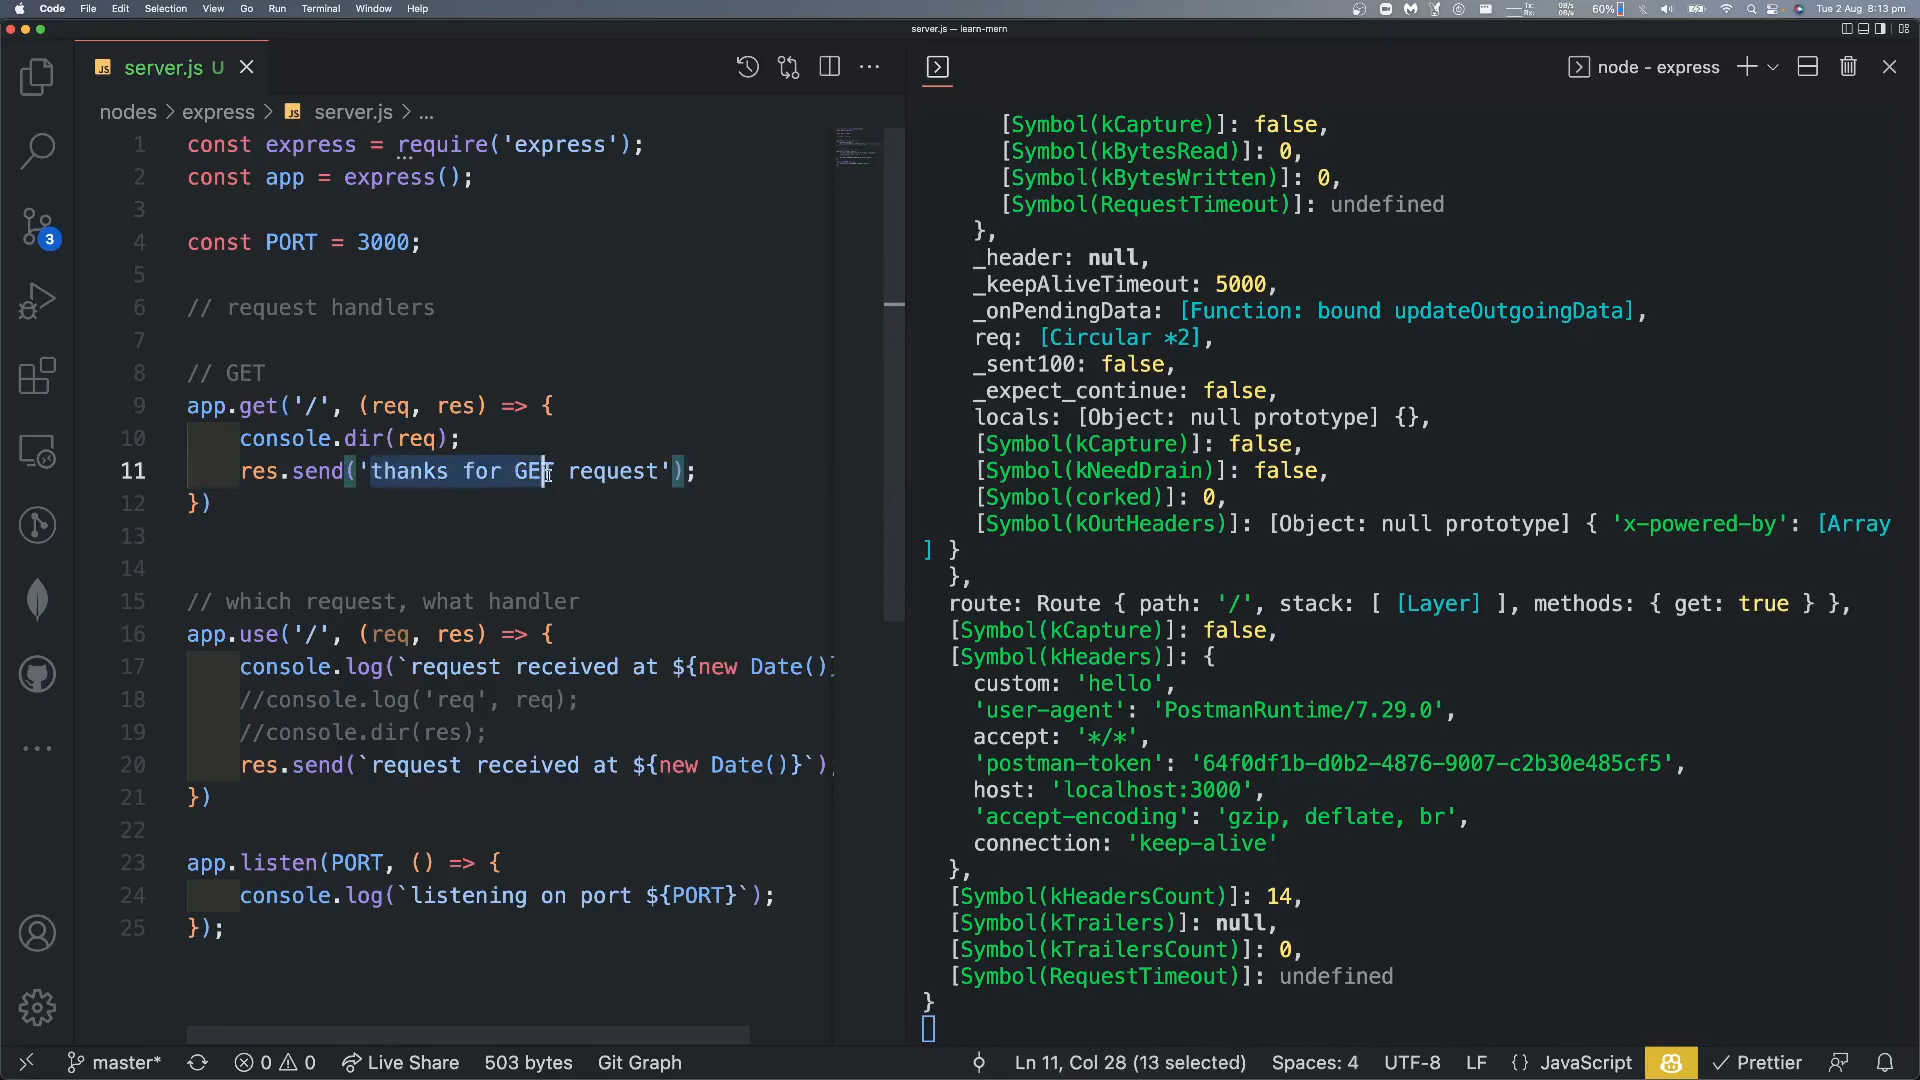 Code File Edit Selection View Go Run Terminal Window Help
60% Tue 2 Aug 8:13 pm
server.js — learn-mern
server.js U
nodes > express > server.js > ...
1 const express = require('express');
2 const app = express();
3
4 const PORT = 3000;
5
6 // request handlers
7
8 // GET
9 app.get('/', (req, res) => {
10 console.dir(req);
11 res.send('thanks for GET request');
12 })
13
14
15 // which request, what handler
16 app.use('/', (req, res) => {
17 console.log(`request received at ${new Date()}
18 //console.log('req', req);
19 //console.dir(res);
20 res.send(`request received at ${new Date()}`);
21 })
22
23 app.listen(PORT, () => {
24 console.log(`listening on port ${PORT}`);
25 });
3
node - express
[Symbol(kCapture)]: false,
[Symbol(kBytesRead)]: 0,
[Symbol(kBytesWritten)]: 0,
[Symbol(RequestTimeout)]: undefined
},
_header: null,
_keepAliveTimeout: 5000,
_onPendingData: [Function: bound updateOutgoingData],
req: [Circular *2],
_sent100: false,
_expect_continue: false,
locals: [Object: null prototype] {},
[Symbol(kCapture)]: false,
[Symbol(kNeedDrain)]: false,
[Symbol(corked)]: 0,
[Symbol(kOutHeaders)]: [Object: null prototype] { 'x-powered-by': [Array
] }
},
route: Route { path: '/', stack: [ [Layer] ], methods: { get: true } },
[Symbol(kCapture)]: false,
[Symbol(kHeaders)]: {
custom: 'hello',
'user-agent': 'PostmanRuntime/7.29.0',
accept: '*/*',
'postman-token': '64f0df1b-d0b2-4876-9007-c2b30e485cf5',
host: 'localhost:3000',
'accept-encoding': 'gzip, deflate, br',
connection: 'keep-alive'
},
[Symbol(kHeadersCount)]: 14,
[Symbol(kTrailers)]: null,
[Symbol(kTrailersCount)]: 0,
[Symbol(RequestTimeout)]: undefined
}
master* 0 0 Live Share 503 bytes Git Graph Ln 11, Col 28 (13 selected) Spaces: 4 UTF-8 LF {} JavaScript Prettier